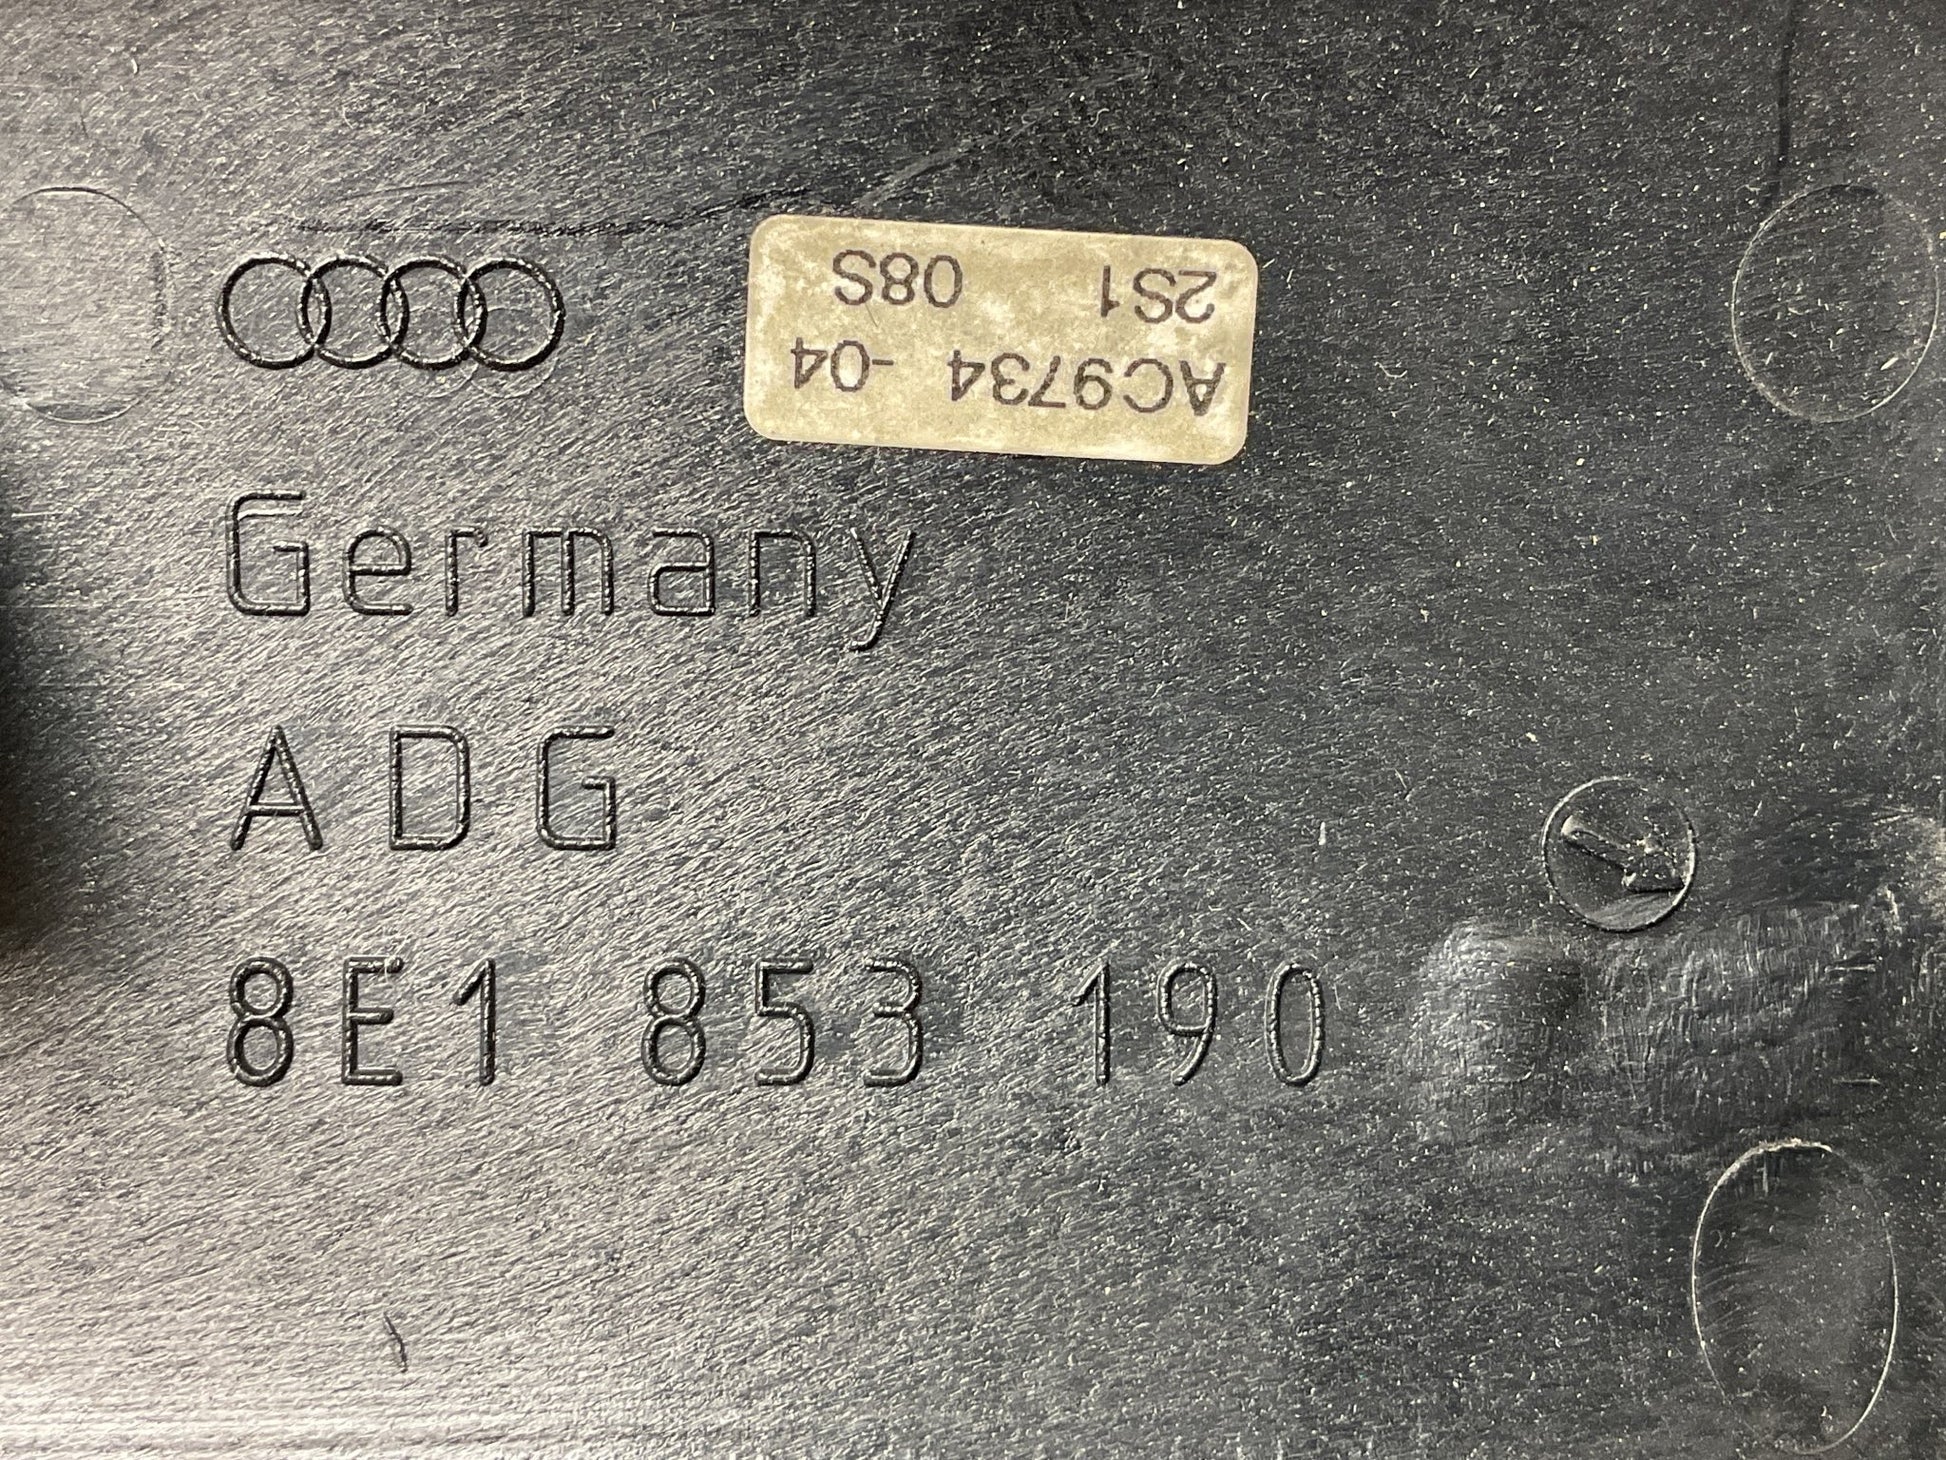 AC9734 -04
2S1 08S
Germany
ADG
8E1 853 190